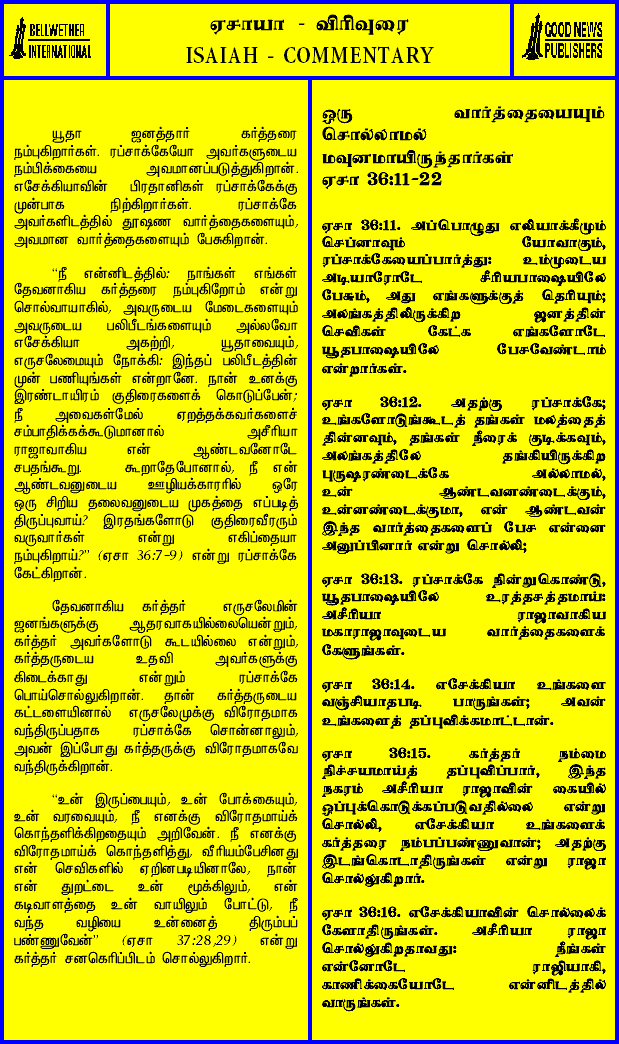 BELLWETHER
INTERNATIONAL
ஏசாயா - விரிவுரை
ISAIAH - COMMENTARY
GOOD NEWS
PUBLISHERS
யூதா ஜனத்தார் கர்த்தரை
நம்புகிறார்கள். ரப்சாக்கேயோ அவர்களுடைய
நம்பிக்கையை அவமானப்படுத்துகிறான்.
எசேக்கியாவின் பிரதானிகள் ரப்சாக்கேக்கு
முன்பாக நிற்கிறார்கள். ரப்சாக்கே
அவர்களிடத்தில் தூஷண வார்த்தைகளையும்,
அவமான வார்த்தைகளையும் பேசுகிறான்.
“நீ என்னிடத்தில்: நாங்கள் எங்கள்
தேவனாகிய கர்த்தரை நம்புகிறோம் என்று
சொல்வாயாகில், அவருடைய மேடைகளையும்
அவருடைய பலிபீடங்களையும் அல்லவோ
எசேக்கியா அகற்றி, யூதாவையும்,
எருசலேமையும் நோக்கி: இந்தப் பலிபீடத்தின்
முன் பணியுங்கள் என்றானே. நான் உனக்கு
இரண்டாயிரம் குதிரைகளைக் கொடுப்பேன்;
நீ அவைகள்மேல் ஏறத்தக்கவர்களைச்
சம்பாதிக்கக்கூடுமானால் அசீரியா
ராஜாவாகிய என் ஆண்டவனோடே
சபதங்கூறு. கூறாதேபோனால், நீ என்
ஆண்டவனுடைய ஊழியக்காரரில் ஒரே
ஒரு சிறிய தலைவனுடைய முகத்தை எப்படித்
திருப்புவாய்? இரதங்களோடு குதிரைவீரரும்
வருவார்கள் என்று எகிப்தையா
நம்புகிறாய்?” (ஏசா 36:7-9) என்று ரப்சாக்கே
கேட்கிறான்.
தேவனாகிய கர்த்தர் எருசலேமின்
ஜனங்களுக்கு ஆதரவாகயில்லையென்றும்,
கர்த்தர் அவர்களோடு கூடயில்லை என்றும்,
கர்த்தருடைய உதவி அவர்களுக்கு
கிடைக்காது என்றும் ரப்சாக்கே
பொய்சொல்லுகிறான். தான் கர்த்தருடைய
கட்டளையினால் எருசலேமுக்கு விரோதமாக
வந்திருப்பதாக ரப்சாக்கே சொன்னாலும்,
அவன் இப்போது கர்த்தருக்கு விரோதமாகவே
வந்திருக்கிறான்.
“உன் இருப்பையும், உன் போக்கையும்,
உன் வரவையும், நீ எனக்கு விரோதமாய்க்
கொந்தளிக்கிறதையும் அறிவேன். நீ எனக்கு
விரோதமாய்க் கொந்தளித்து, வீரியம்பேசினது
என் செவிகளில் ஏறினபடியினாலே, நான்
என் துறட்டை உன் மூக்கிலும், என்
கடிவாளத்தை உன் வாயிலும் போட்டு, நீ
வந்த வழியை உன்னைத் திரும்பப்
பண்ணுவேன்” (ஏசா 37:28,29) என்று
கர்த்தர் சனகெரிப்பிடம் சொல்லுகிறார்.
ஒரு வார்த்தையையும்
சொல்லாமல்
மவுனமாயிருந்தார்கள்
ஏசா 36:11-22
ஏசா 36:11. அப்பொழுது எலியாக்கீமும்
செப்னாவும் யோவாகும்,
ரப்சாக்கேயைப்பார்த்து: உம்முடைய
அடியாரோடே சீரியபாஷையிலே
பேசும், அது எங்களுக்குத் தெரியும்;
அலங்கத்திலிருக்கிற ஜனத்தின்
செவிகள் கேட்க எங்களோடே
யூதபாஷையிலே பேசவேண்டாம்
என்றார்கள்.
ஏசா 36:12. அதற்கு ரப்சாக்கே;
உங்களோடுங்கூடத் தங்கள் மலத்தைத்
தின்னவும், தங்கள் நீரைக் குடிக்கவும்,
அலங்கத்திலே தங்கியிருக்கிற
புருஷரண்டைக்கே அல்லாமல்,
உன் ஆண்டவனண்டைக்கும்,
உன்னண்டைக்குமா, என் ஆண்டவன்
இந்த வார்த்தைகளைப் பேச என்னை
அனுப்பினார் என்று சொல்லி;
ஏசா 36:13. ரப்சாக்கே நின்றுகொண்டு,
யூதபாஷையிலே உரத்தசத்தமாய்:
அசீரியா ராஜாவாகிய
மகாராஜாவுடைய வார்த்தைகளைக்
கேளுங்கள்.
ஏசா 36:14. எசேக்கியா உங்களை
வஞ்சியாதபடி பாருங்கள்; அவன்
உங்களைத் தப்புவிக்கமாட்டான்.
ஏசா 36:15. கர்த்தர் நம்மை
நிச்சயமாய்த் தப்புவிப்பார், இந்த
நகரம் அசீரியா ராஜாவின் கையில்
ஒப்புக்கொடுக்கப்படுவதில்லை என்று
சொல்லி, எசேக்கியா உங்களைக்
கர்த்தரை நம்பப்பண்ணுவான்; அதற்கு
இடங்கொடாதிருங்கள் என்று ராஜா
சொல்லுகிறார்.
ஏசா 36:16. எசேக்கியாவின் சொல்லைக்
கேளாதிருங்கள். அசீரியா ராஜா
சொல்லுகிறதாவது: நீங்கள்
என்னோடே ராஜியாகி,
காணிக்கையோடே என்னிடத்தில்
வாருங்கள்.